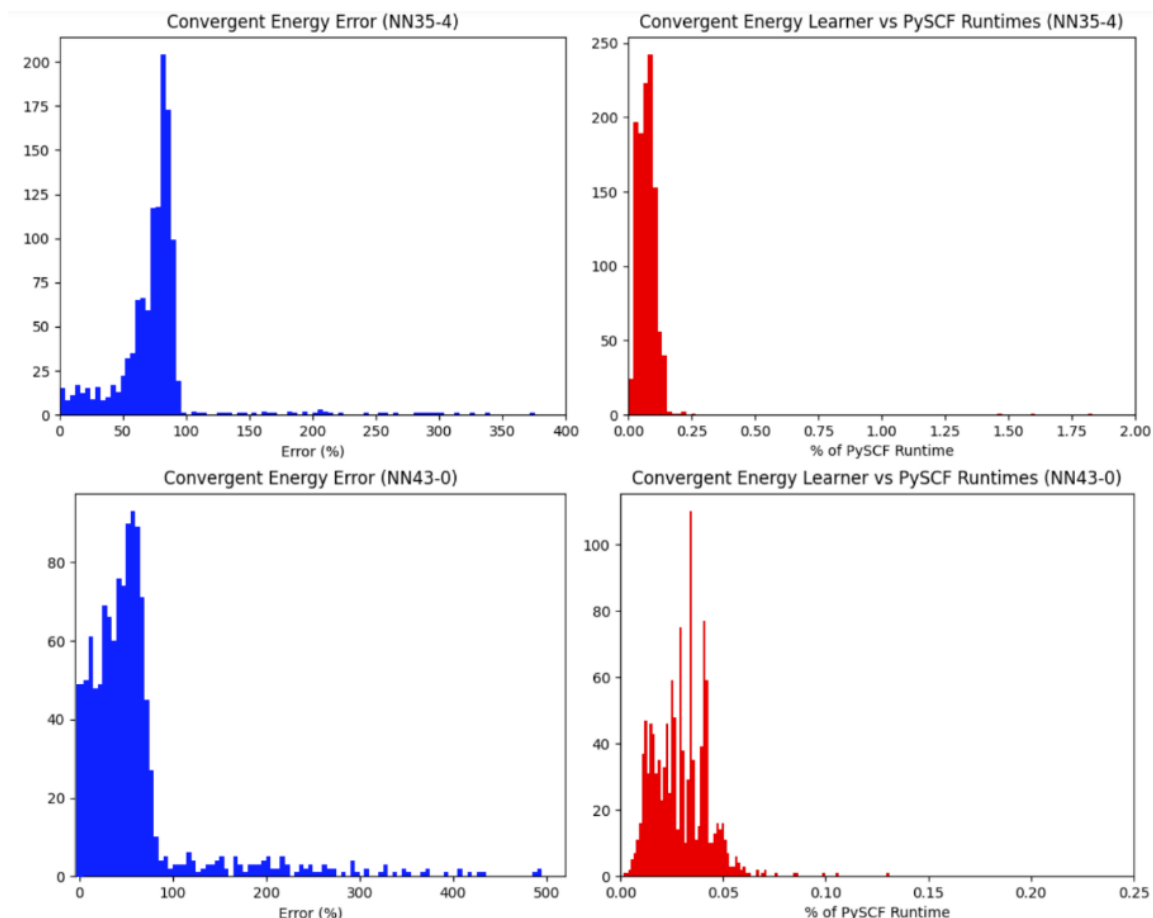 Convergent Energy Error (NN35-4)
200
175
150
125
100
75
50
25
0
0 50 100 150 200 250 300 350 400
Error (%)
Convergent Energy Learner vs PySCF Runtimes (NN35-4)
250
200
150
100
50
0
0.00 0.25 0.50 0.75 1.00 1.25 1.50 1.75 2.00
% of PySCF Runtime
Convergent Energy Error (NN43-0)
80
60
40
20
0
0 100 200 300 400 500
Error (%)
Convergent Energy Learner vs PySCF Runtimes (NN43-0)
100
80
60
40
20
0
0.00 0.05 0.10 0.15 0.20 0.25
% of PySCF Runtime